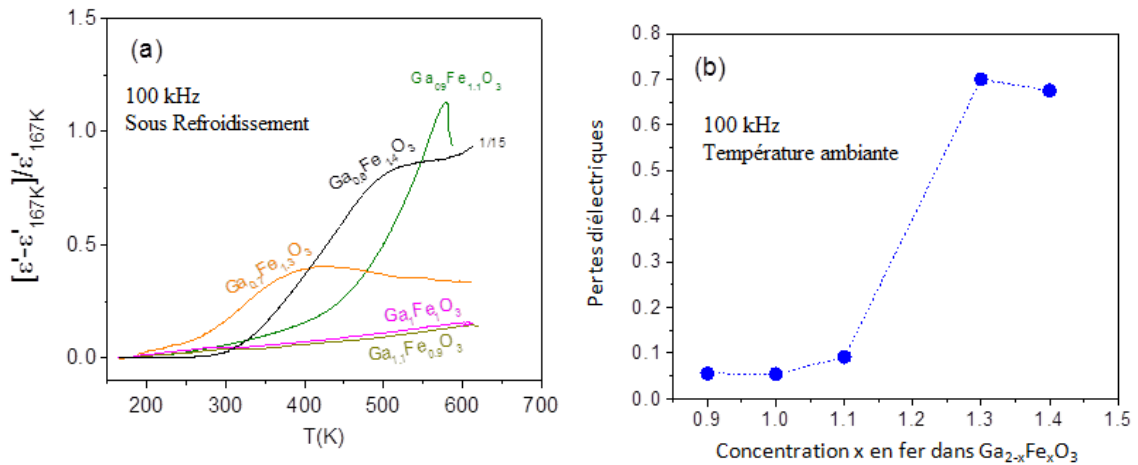 (a)
100 kHz
Sous Refroidissement
Ga0.9Fe1.1O3
Ga0.6Fe1.4O3
1/15
Ga0.7Fe1.3O3
Ga1Fe1O3
Ga1.1Fe0.9O3
[ε'-ε'167K]/ε'167K
1.5
1.0
0.5
0.0
200 300 400 500 600 700
T(K)
(b)
100 kHz
Température ambiante
Pertes diélectriques
0.8
0.7
0.6
0.5
0.4
0.3
0.2
0.1
0.0
0.9 1.0 1.1 1.2 1.3 1.4 1.5
Concentration x en fer dans Ga2-xFexO3